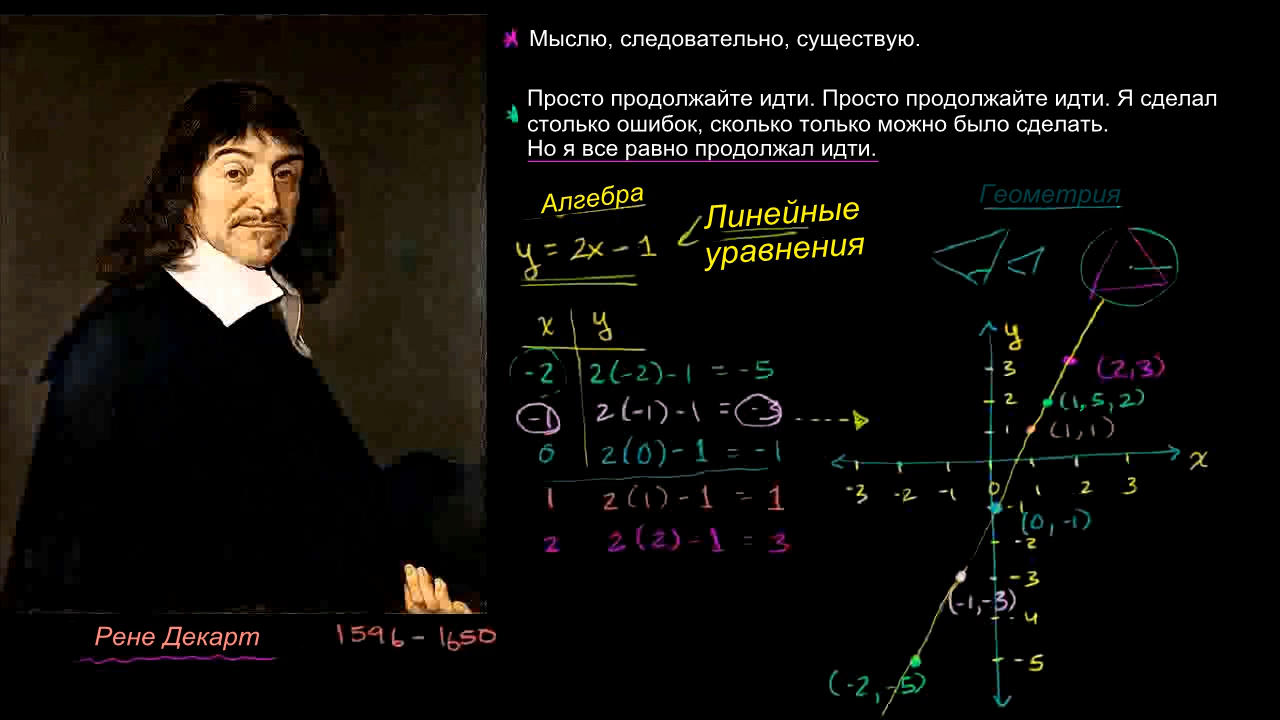 Мыслю, следовательно, существую.
Просто продолжайте идти. Просто продолжайте идти. Я сделал
столько ошибок, сколько только можно было сделать.
Но я все равно продолжал идти.
Алгебра
Линейные
уравнения
y = 2x - 1
x y
-2 2(-2)-1 = -5
-1 2(-1)-1 = -3
0 2(0)-1 = -1
1 2(1)-1 = 1
2 2(2)-1 = 3
Геометрия
y
3 (2,3)
2 (1,5,2)
1 (1,1)
x
-3 -2 -1 0 1 2 3
-1
(0,-1)
-2
-3
(-1,-3)
-4
-5
(-2,-5)
Рене Декарт 1596 - 1650